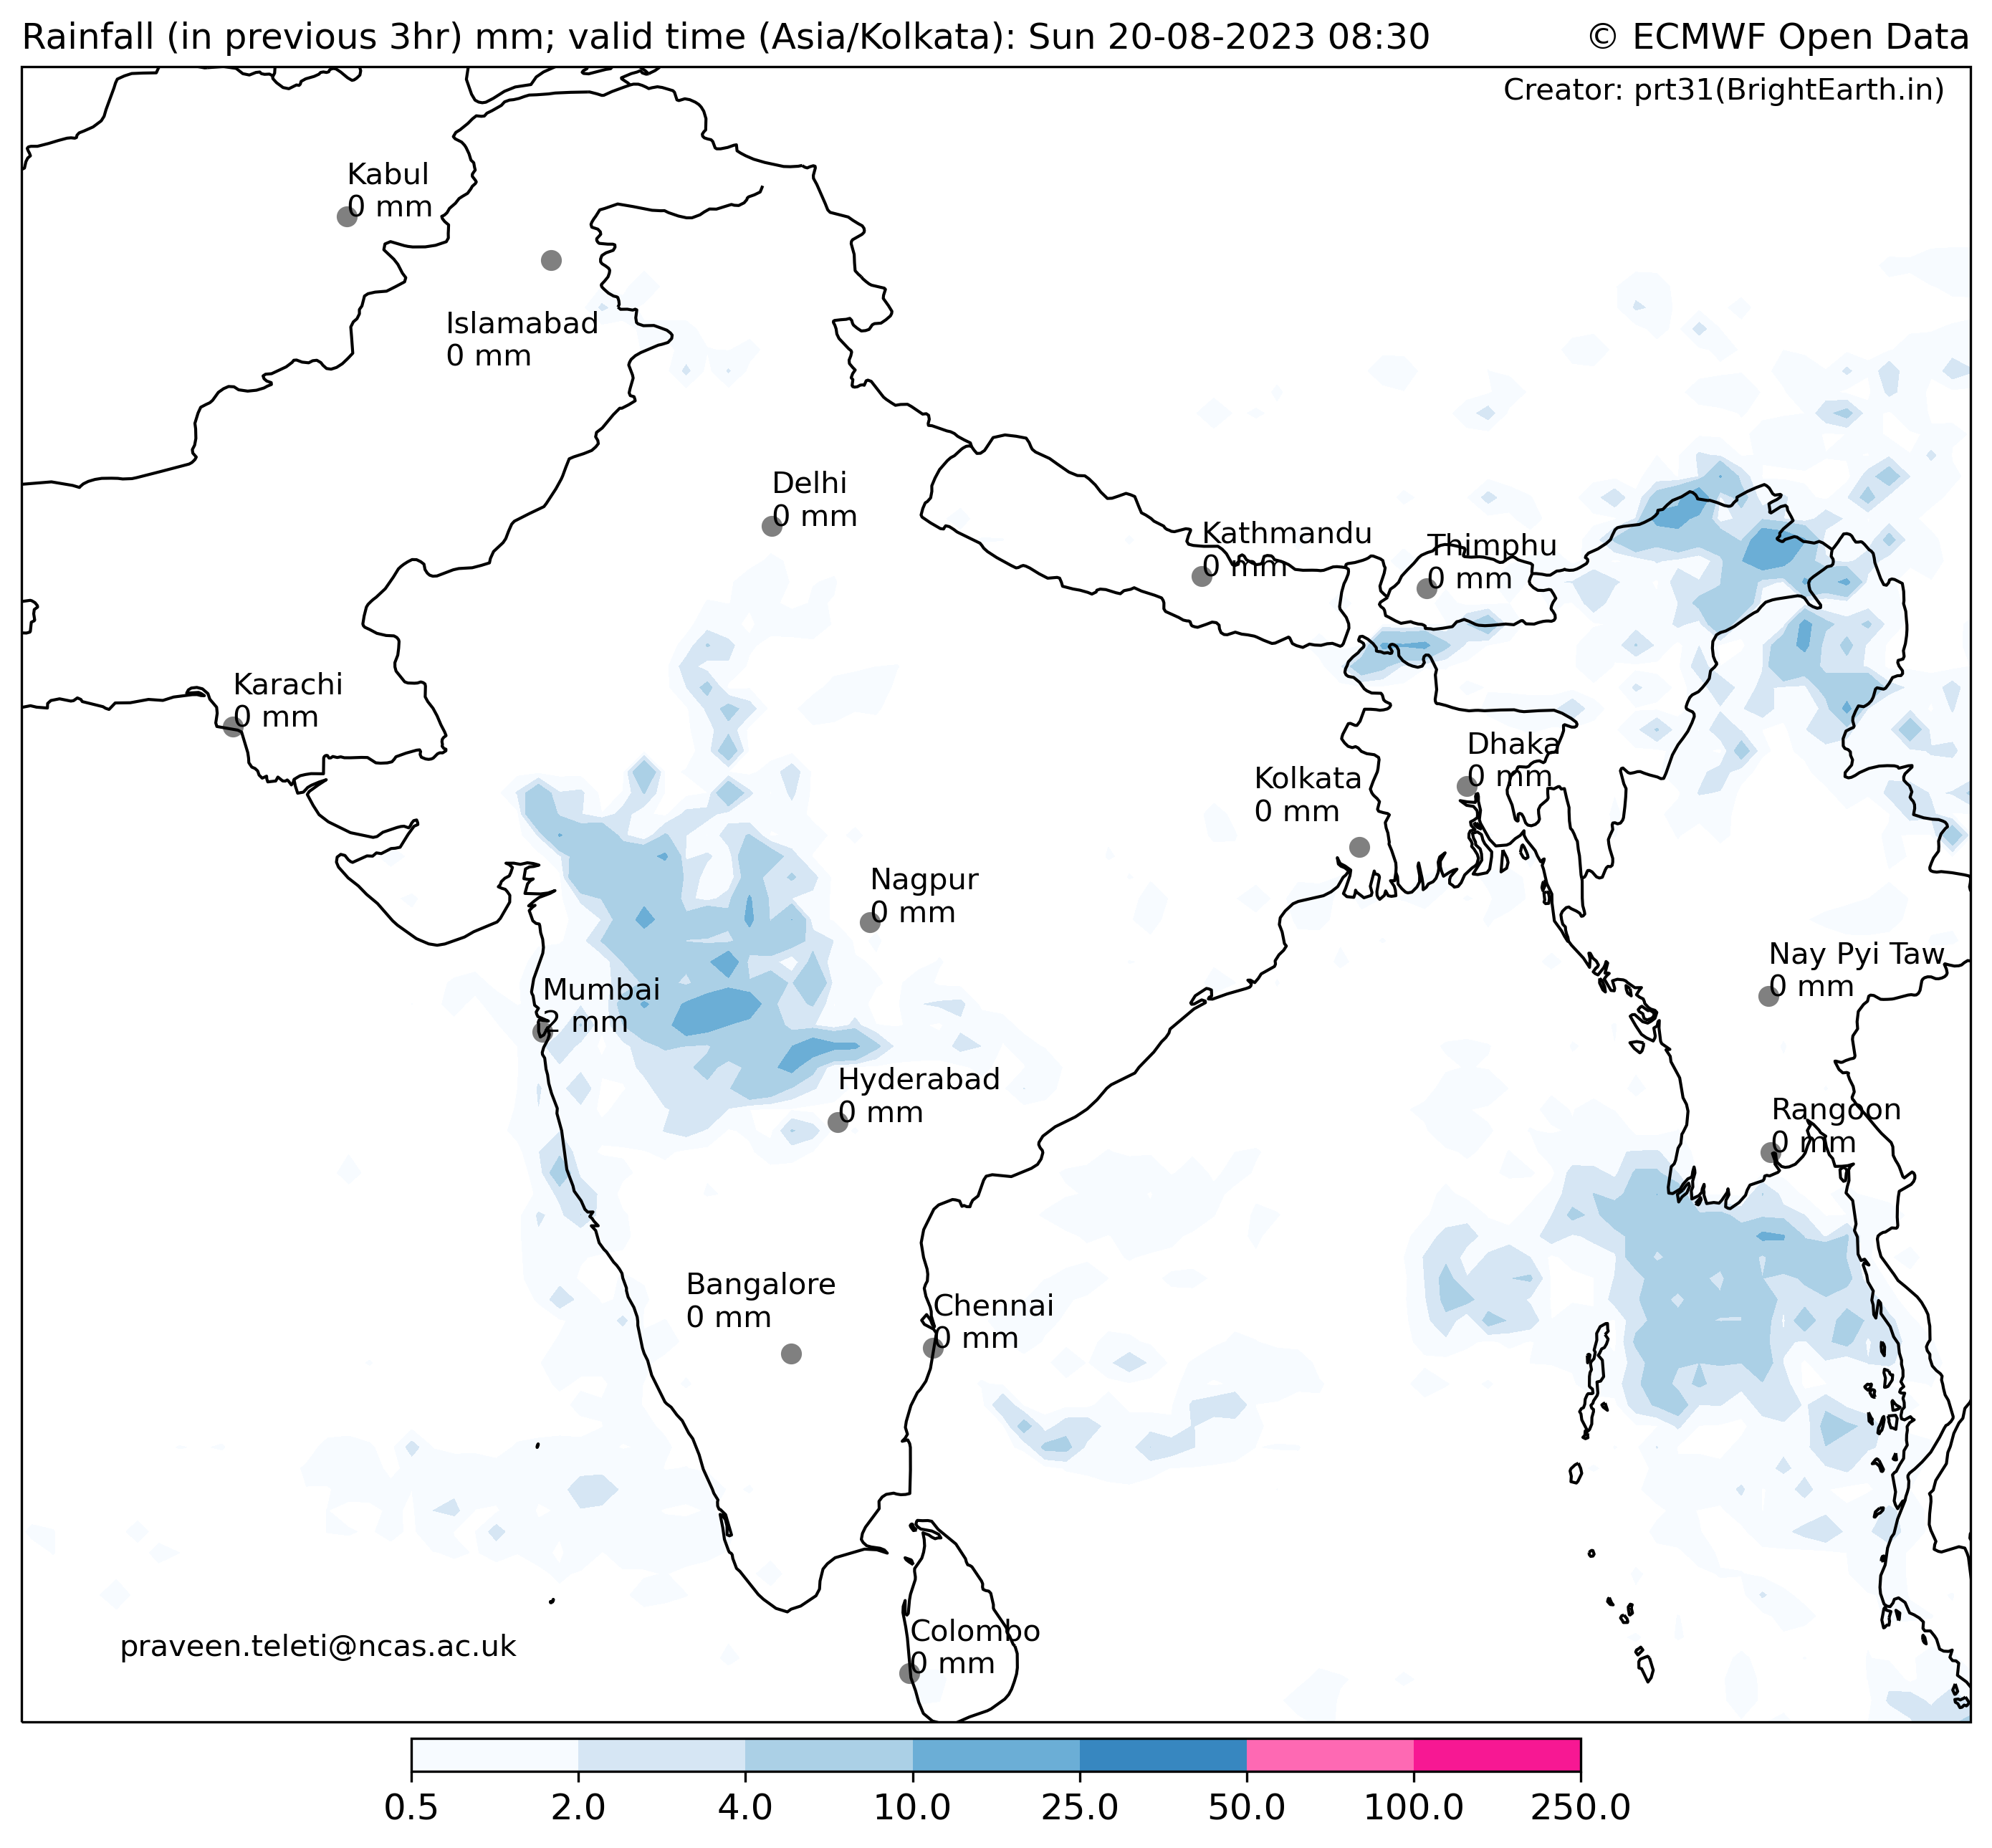 Rainfall (in previous 3hr) mm; valid time (Asia/Kolkata): Sun 20-08-2023 08:30
© ECMWF Open Data
Creator: prt31(BrightEarth.in)
Kabul
0 mm
Islamabad
0 mm
Delhi
0 mm
Kathmandu
0 mm
Thimphu
0 mm
Karachi
0 mm
Dhaka
0 mm
Kolkata
0 mm
Nagpur
0 mm
Nay Pyi Taw
0 mm
Mumbai
2 mm
Hyderabad
0 mm
Rangoon
0 mm
Bangalore
0 mm
Chennai
0 mm
Colombo
0 mm
praveen.teleti@ncas.ac.uk
0.5 2.0 4.0 10.0 25.0 50.0 100.0 250.0